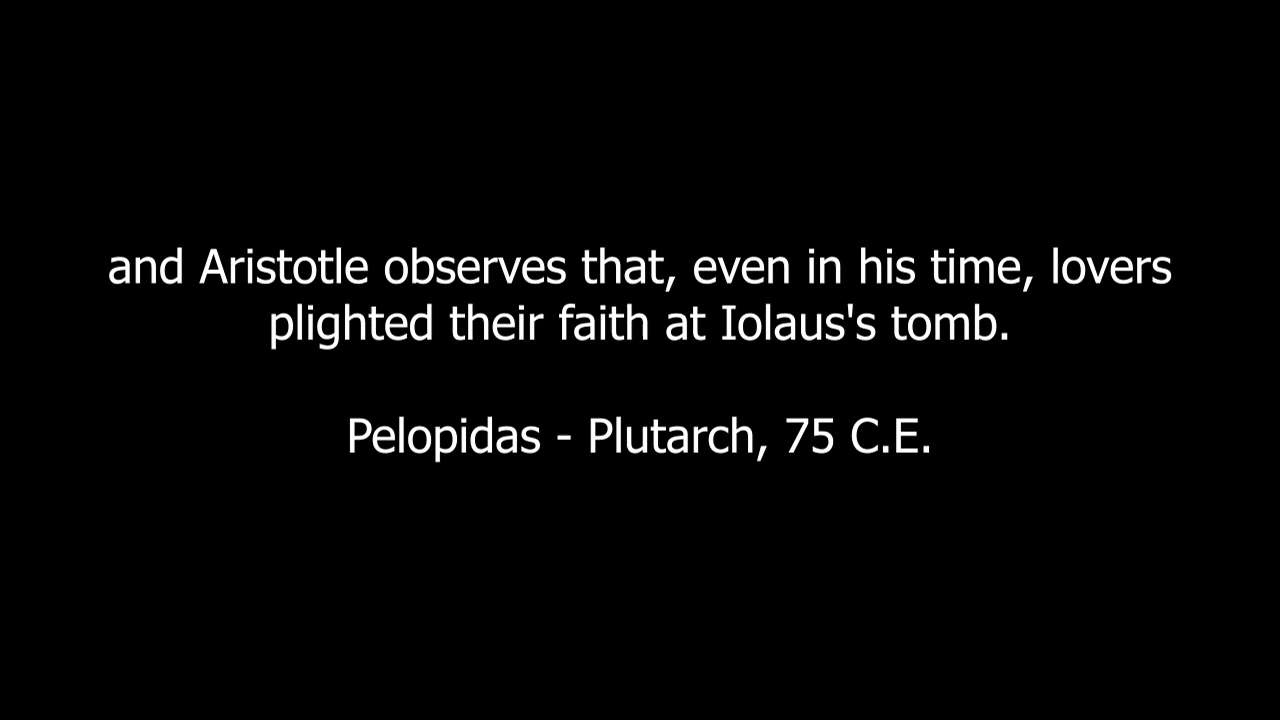 and Aristotle observes that, even in his time, lovers
plighted their faith at Iolaus's tomb.
Pelopidas - Plutarch, 75 C.E.